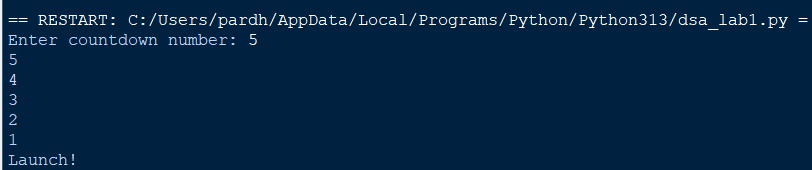 == RESTART: C:/Users/pardh/AppData/Local/Programs/Python/Python313/dsa_lab1.py =
Enter countdown number: 5
5
4
3
2
1
Launch!